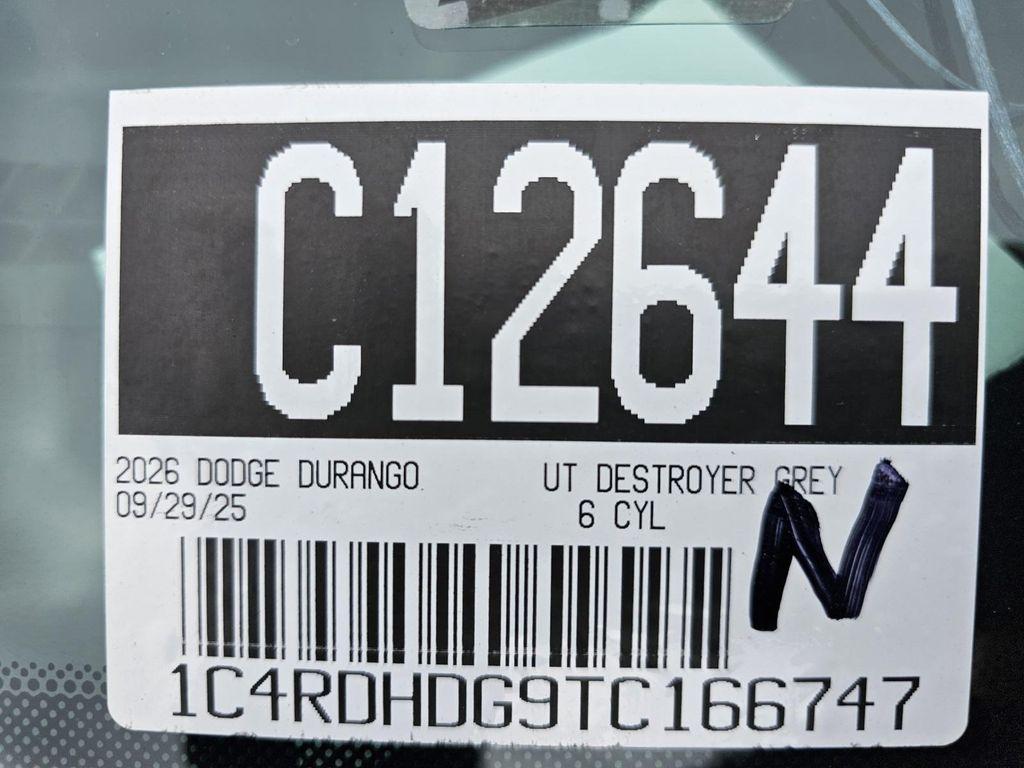 C12644
2026 DODGE DURANGO UT DESTROYER GREY
09/29/25 6 CYL
N
1C4RDHDG9TC166747